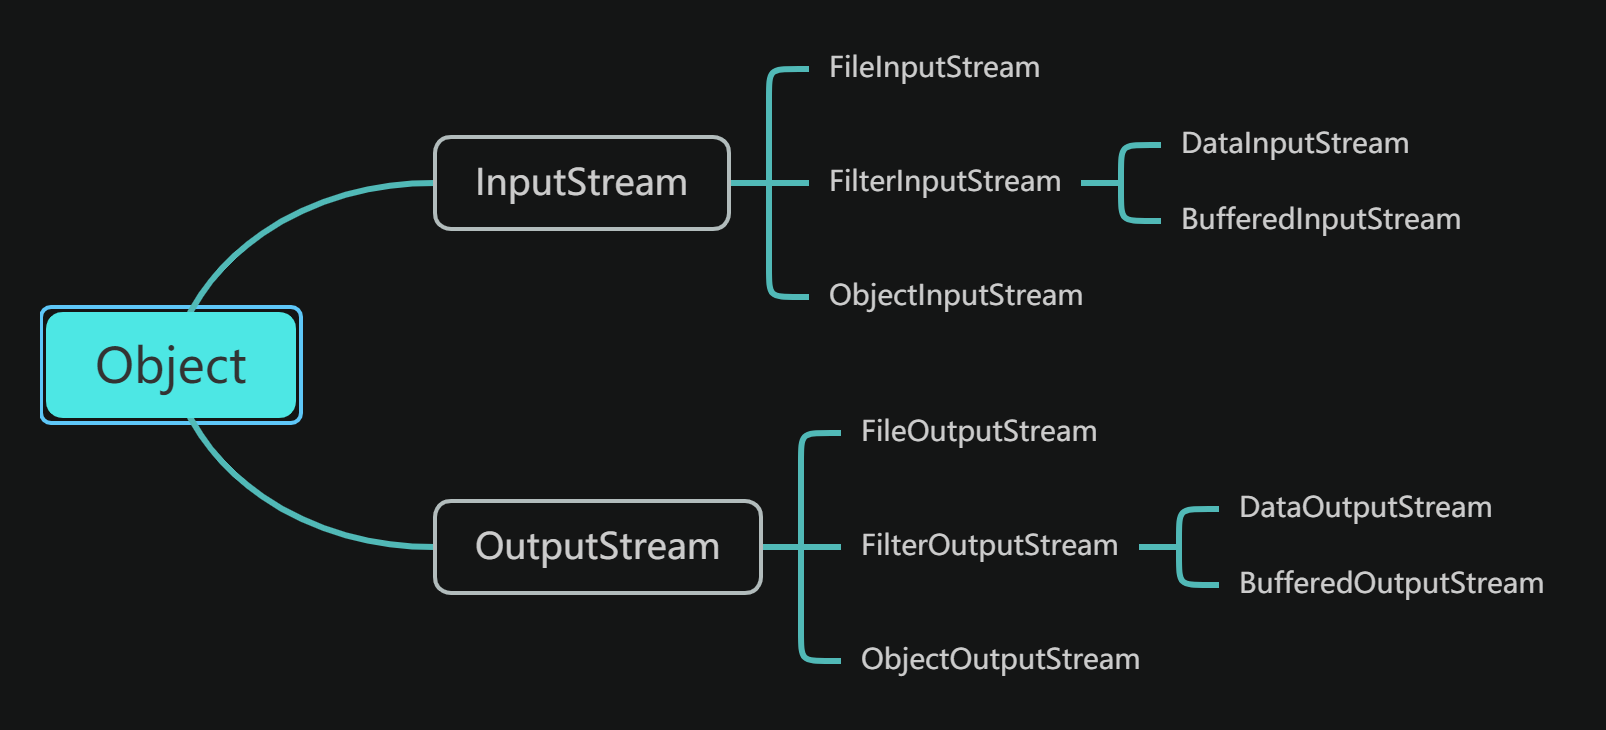 Object
InputStream
FileInputStream
FilterInputStream
DataInputStream
BufferedInputStream
ObjectInputStream
OutputStream
FileOutputStream
FilterOutputStream
DataOutputStream
BufferedOutputStream
ObjectOutputStream